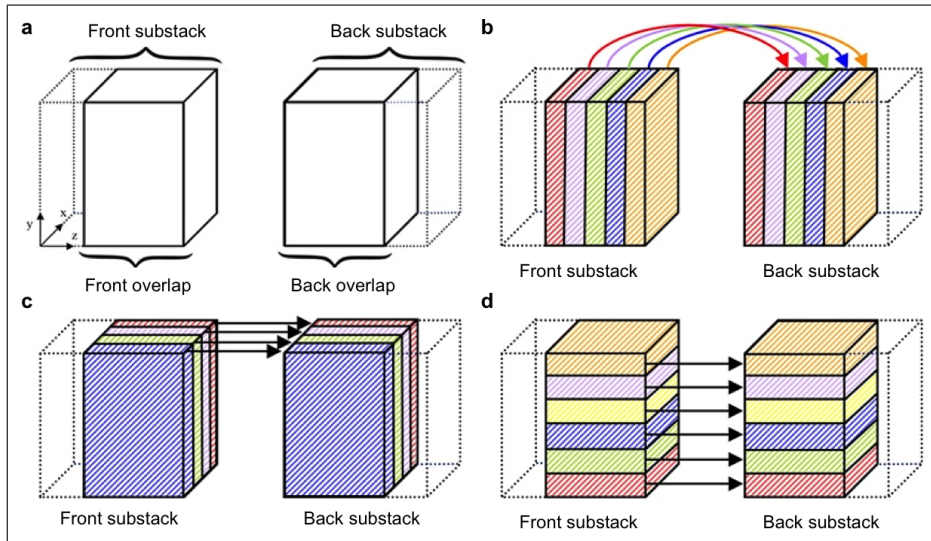 a
Front substack
Back substack
y
x
z
Front overlap
Back overlap
b
Front substack
Back substack
c
Front substack
Back substack
d
Front substack
Back substack